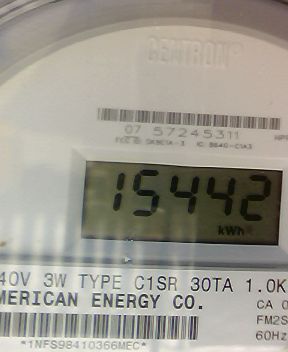 CENTRON®
07 57245311
15442
kWh
40V 3W TYPE C1SR 30TA 1.0K
MERICAN ENERGY CO.
CA 0
FM2S
60Hz
*1NFS98410366MEC*